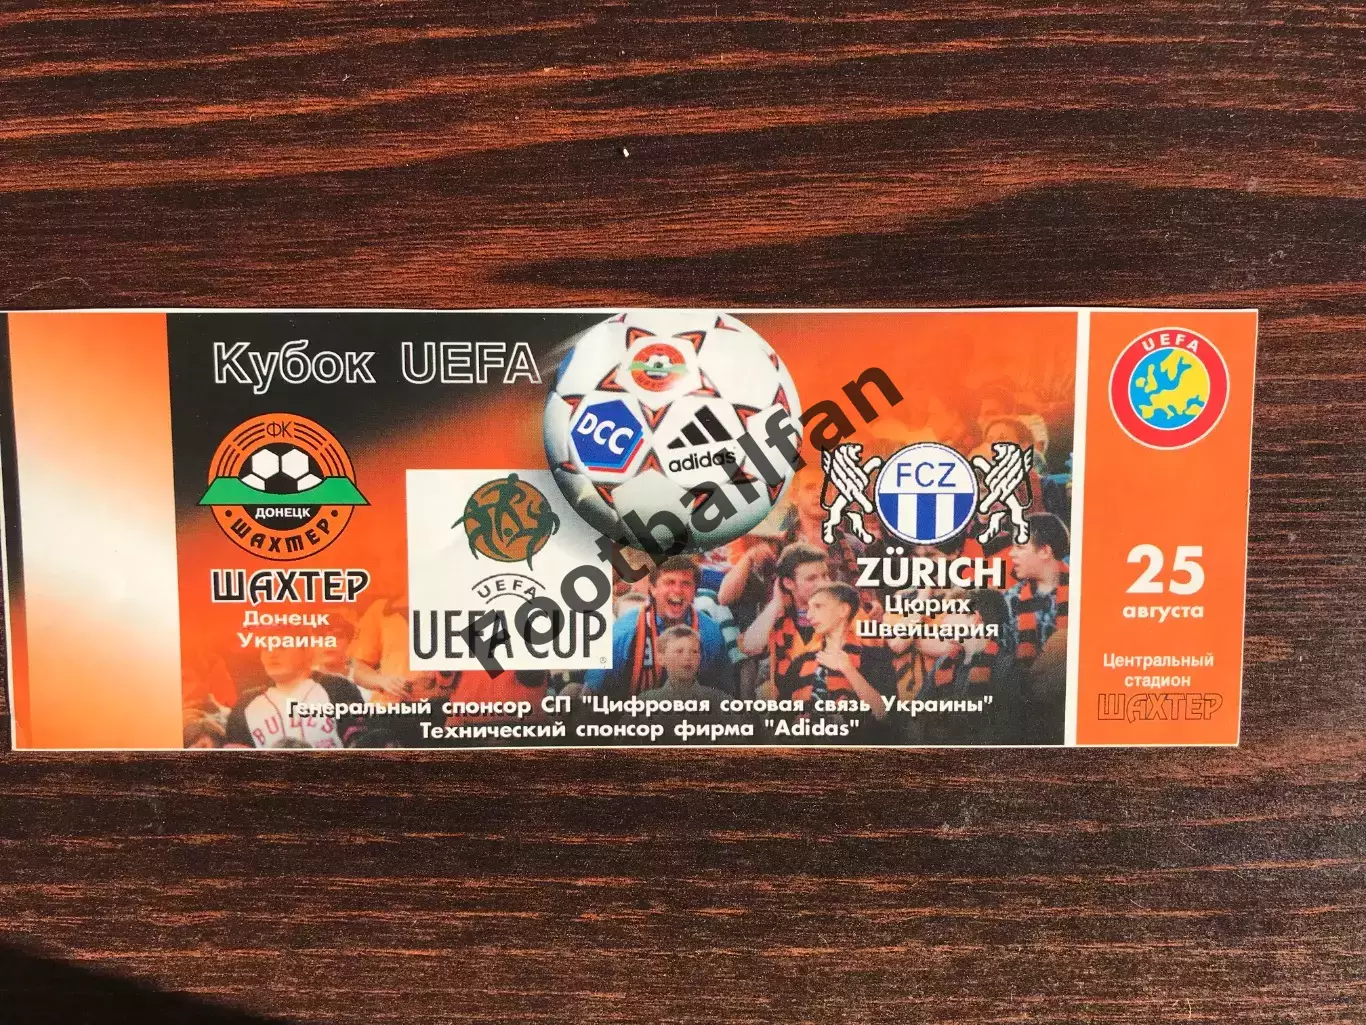 Кубок UEFA
ФК
ДОНЕЦК
ШАХТЕР
ШАХТЕР
Донецк
Украина
UEFA
UEFA CUP
®
DCC
adidas
FCZ
ZÜRICH
Цюрих
Швейцария
BULLS
Генеральный спонсор СП "Цифровая сотовая связь Украины"
Технический спонсор фирма "Adidas"
UEFA
25
августа
Центральный
стадион
ШАХТЕР
Footballfan